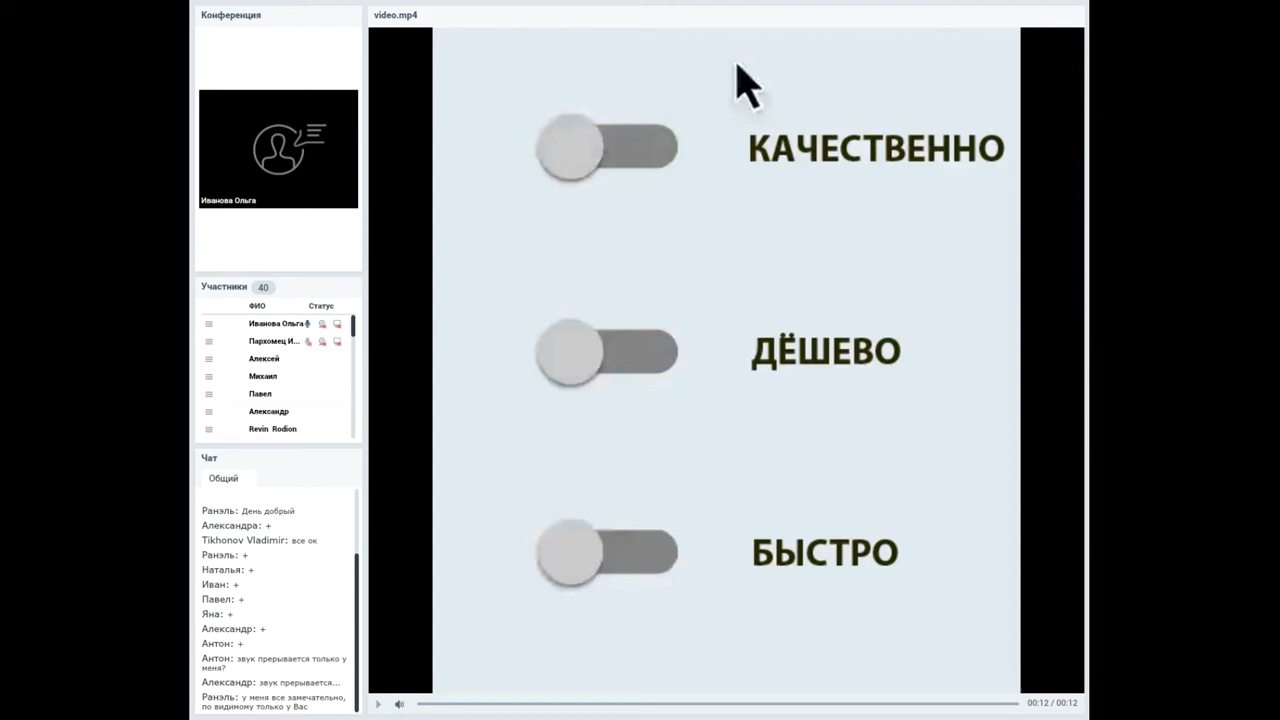 Конференция
Иванова Ольга
Участники 40
ФИО Статус
Иванова Ольга
Пархомец И...
Алексей
Михаил
Павел
Александр
Revin Rodion
Чат
Общий
Ранэль: День добрый
Александра: +
Tikhonov Vladimir: все ок
Ранэль: +
Наталья: +
Иван: +
Павел: +
Яна: +
Александр: +
Антон: +
Антон: звук прерывается только у
меня?
Александр: звук прерывается...
Ранэль: у меня все замечательно,
по видимому только у Вас
video.mp4
КАЧЕСТВЕННО
ДЁШЕВО
БЫСТРО
00:12 / 00:12